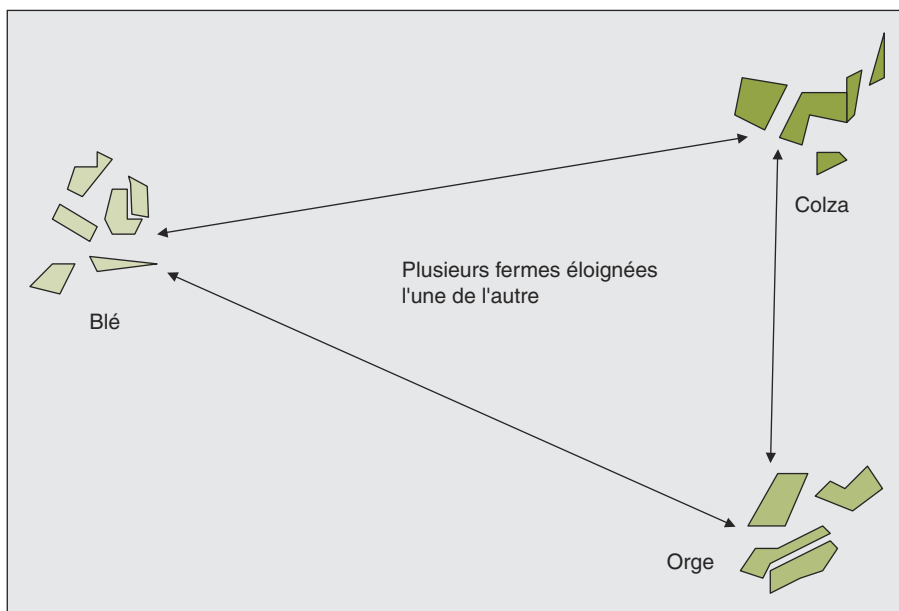 Colza
Plusieurs fermes éloignées
l'une de l'autre
Blé
Orge